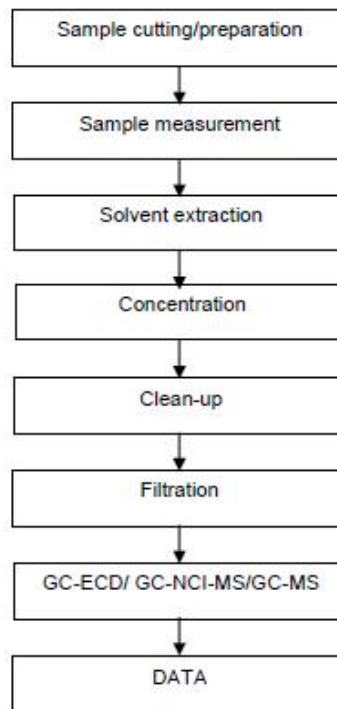 Sample cutting/preparation
Sample measurement
Solvent extraction
Concentration
Clean-up
Filtration
GC-ECD/ GC-NCI-MS/GC-MS
DATA